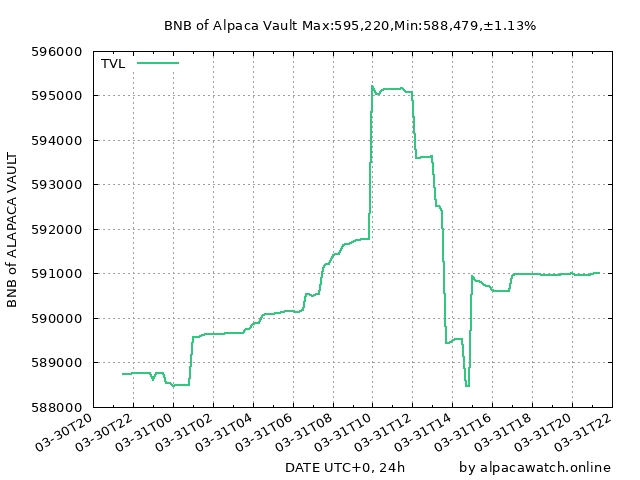 BNB of Alpaca Vault Max:595,220,Min:588,479,±1.13%
TVL
596000
595000
594000
593000
592000
591000
590000
589000
588000
BNB of ALAPACA VAULT
03-30T20
03-30T22
03-31T00
03-31T02
03-31T04
03-31T06
03-31T08
03-31T10
03-31T12
03-31T14
03-31T16
03-31T18
03-31T20
03-31T22
DATE UTC+0, 24h
by alpacawatch.online